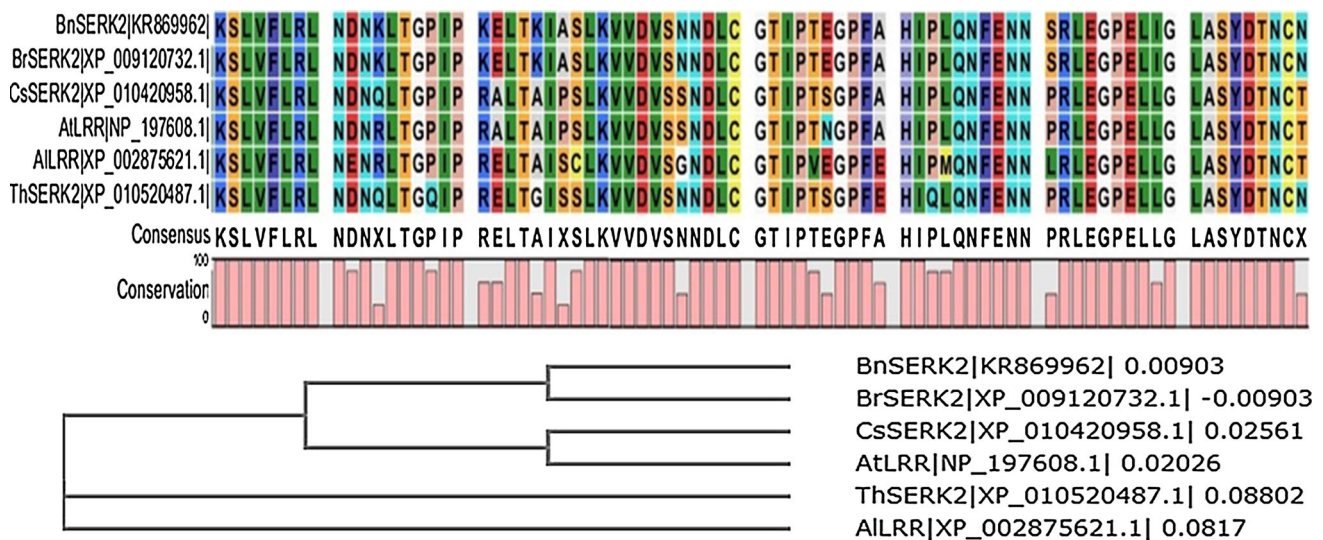 BnSERK2|KR869962| KSLVFLRL NDNKLTGPIP KELTKIASLKVVDVSNNDLC GTIPTEGPFA HIPLQNFENN SRLEGPELIG LASYDTNCN
BrSERK2|XP_009120732.1| KSLVFLRL NDNKLTGPIP KELTKIASLKVVDVSNNDLC GTIPTEGPFA HIPLQNFENN SRLEGPELIG LASYDTNCN
CsSERK2|XP_010420958.1| KSLVFLRL NDNQLTGPIP RALTAIPSLKVVDVSSNDLC GTIPTSGPFA HIPLQNFENN PRLEGPELLG LASYDTNCT
AtLRR|NP_197608.1| KSLVFLRL NDNRLTGPIP RALTAIPSLKVVDVSSNDLC GTIPTNGPFA HIPLQNFENN PRLEGPELLG LASYDTNCT
AlLRR|XP_002875621.1| KSLVFLRL NENRLTGPIP RELTAISCLKVVDVSGNDLC GTIPVEGPFE HIPMQNFENN LRLEGPELLG LASYDTNCT
ThSERK2|XP_010520487.1| KSLVFLRL NDNQLTGQIP RELTGISSLKVVDVSNNDLC GTIPTSGPFE HIQLQNFENN PRLEGPELLG LASYDTNCN
Consensus KSLVFLRL NDNXLTGPIP RELTAIXSLKVVDVSNNDLC GTIPTEGPFA HIPLQNFENN PRLEGPELLG LASYDTNCX
100
Conservation
0
BnSERK2|KR869962| 0.00903
BrSERK2|XP_009120732.1| -0.00903
CsSERK2|XP_010420958.1| 0.02561
AtLRR|NP_197608.1| 0.02026
ThSERK2|XP_010520487.1| 0.08802
AlLRR|XP_002875621.1| 0.0817